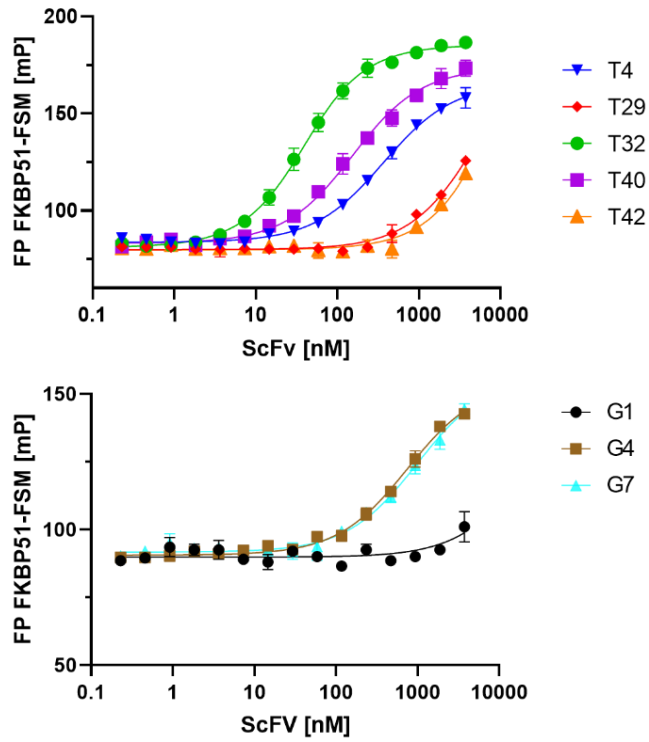 FP FKBP51-FSM [mP]
200
150
100
0.1 1 10 100 1000 10000
ScFv [nM]
T4
T29
T32
T40
T42
FP FKBP51-FSM [mP]
150
100
50
0.1 1 10 100 1000 10000
ScFV [nM]
G1
G4
G7